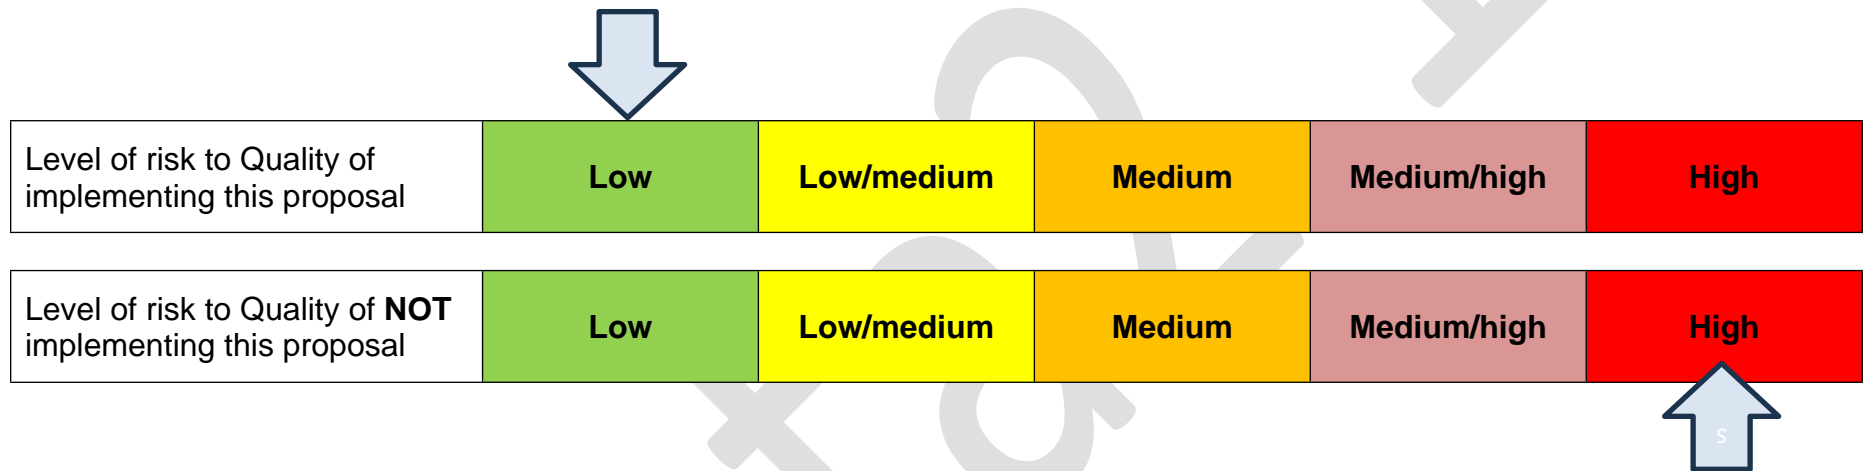 Level of risk to Quality of
implementing this proposal
Low
Low/medium
Medium
Medium/high
High
Level of risk to Quality of NOT
implementing this proposal
Low
Low/medium
Medium
Medium/high
High
s